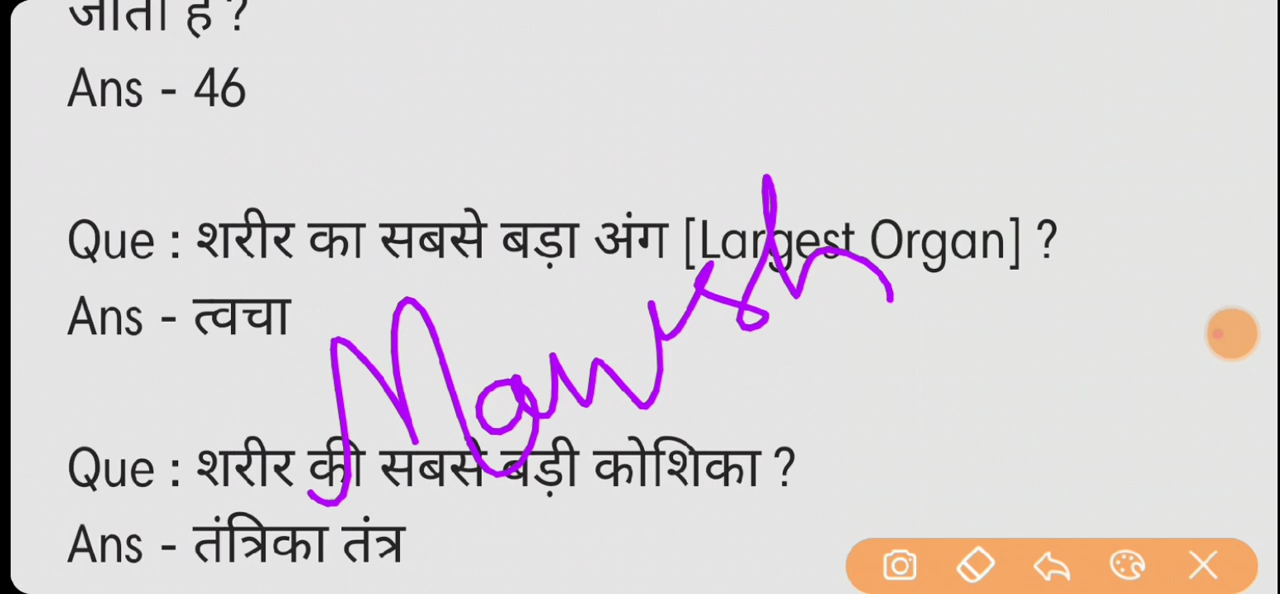 जाता है ?
Ans - 46
Que : शरीर का सबसे बड़ा अंग [Largest Organ] ?
Ans - त्वचा
Manish
Que : शरीर की सबसे बड़ी कोशिका ?
Ans - तंत्रिका तंत्र